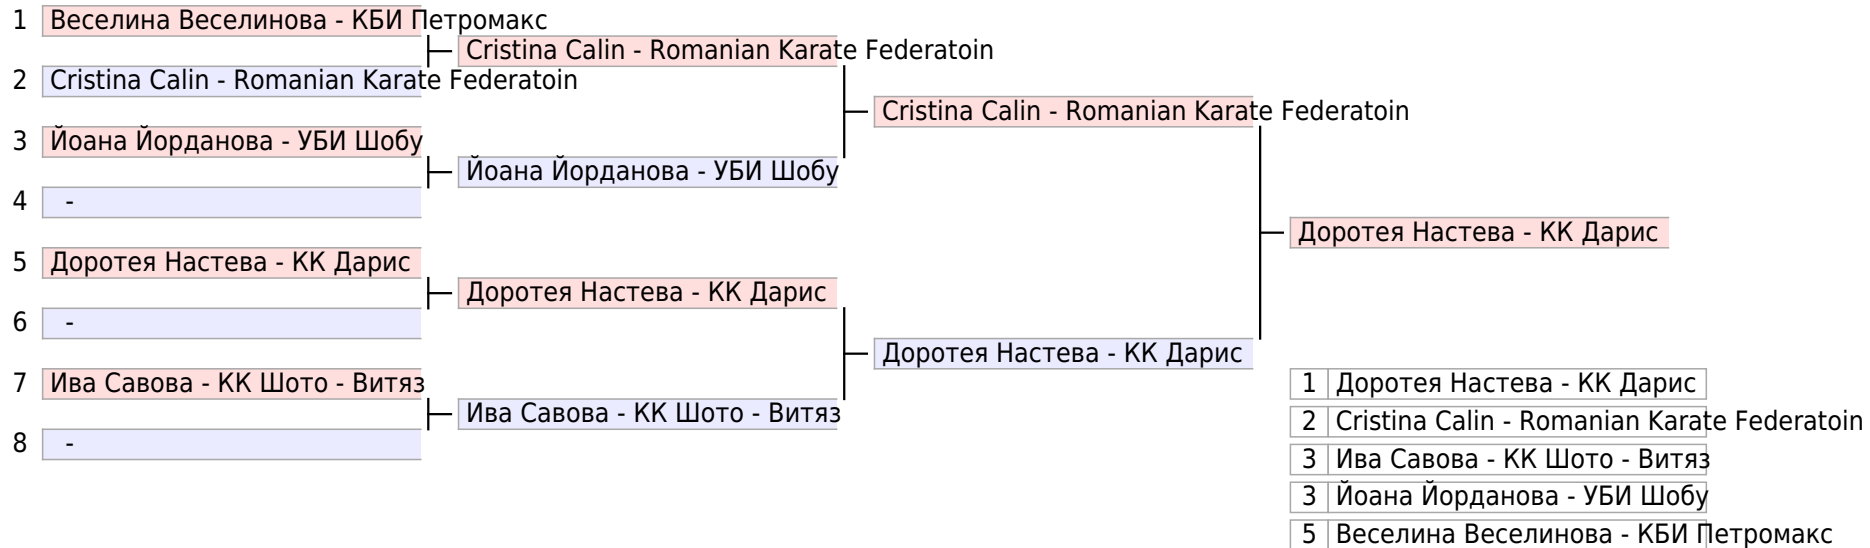 1 Веселина Веселинова - КБИ Петромакс
Cristina Calin - Romanian Karate Federatoin
2 Cristina Calin - Romanian Karate Federatoin
Cristina Calin - Romanian Karate Federatoin
3 Йоана Йорданова - УБИ Шобу
Йоана Йорданова - УБИ Шобу
4 -
Доротея Настева - КК Дарис
5 Доротея Настева - КК Дарис
Доротея Настева - КК Дарис
6 -
Доротея Настева - КК Дарис
7 Ива Савова - КК Шото - Витяз
Ива Савова - КК Шото - Витяз
8 -
1 Доротея Настева - КК Дарис
2 Cristina Calin - Romanian Karate Federatoin
3 Ива Савова - КК Шото - Витяз
3 Йоана Йорданова - УБИ Шобу
5 Веселина Веселинова - КБИ Петромакс